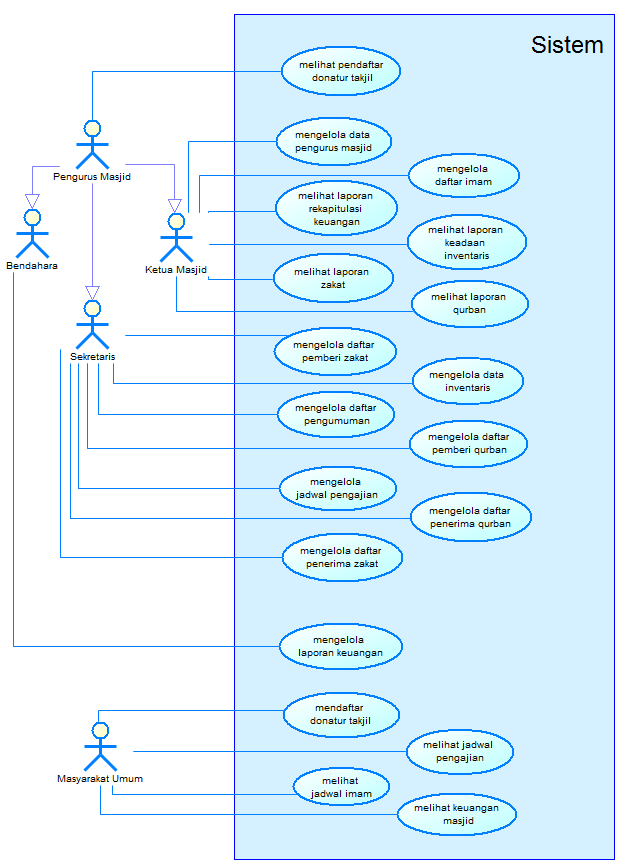 Sistem
melihat pendaftar
donatur takjil
Pengurus Masjid
mengelola data
pengurus masjid
mengelola
daftar imam
melihat laporan
rekapitulasi
keuangan
melihat laporan
keadaan
inventaris
Bendahara
Ketua Masjid
melihat laporan
zakat
melihat laporan
qurban
Sekretaris
mengelola daftar
pemberi zakat
mengelola data
inventaris
mengelola daftar
pengumuman
mengelola daftar
pemberi qurban
mengelola
jadwal pengajian
mengelola daftar
penerima qurban
mengelola daftar
penerima zakat
mengelola
laporan keuangan
mendaftar
donatur takjil
Masyarakat Umum
melihat jadwal
pengajian
melihat
jadwal imam
melihat keuangan
masjid